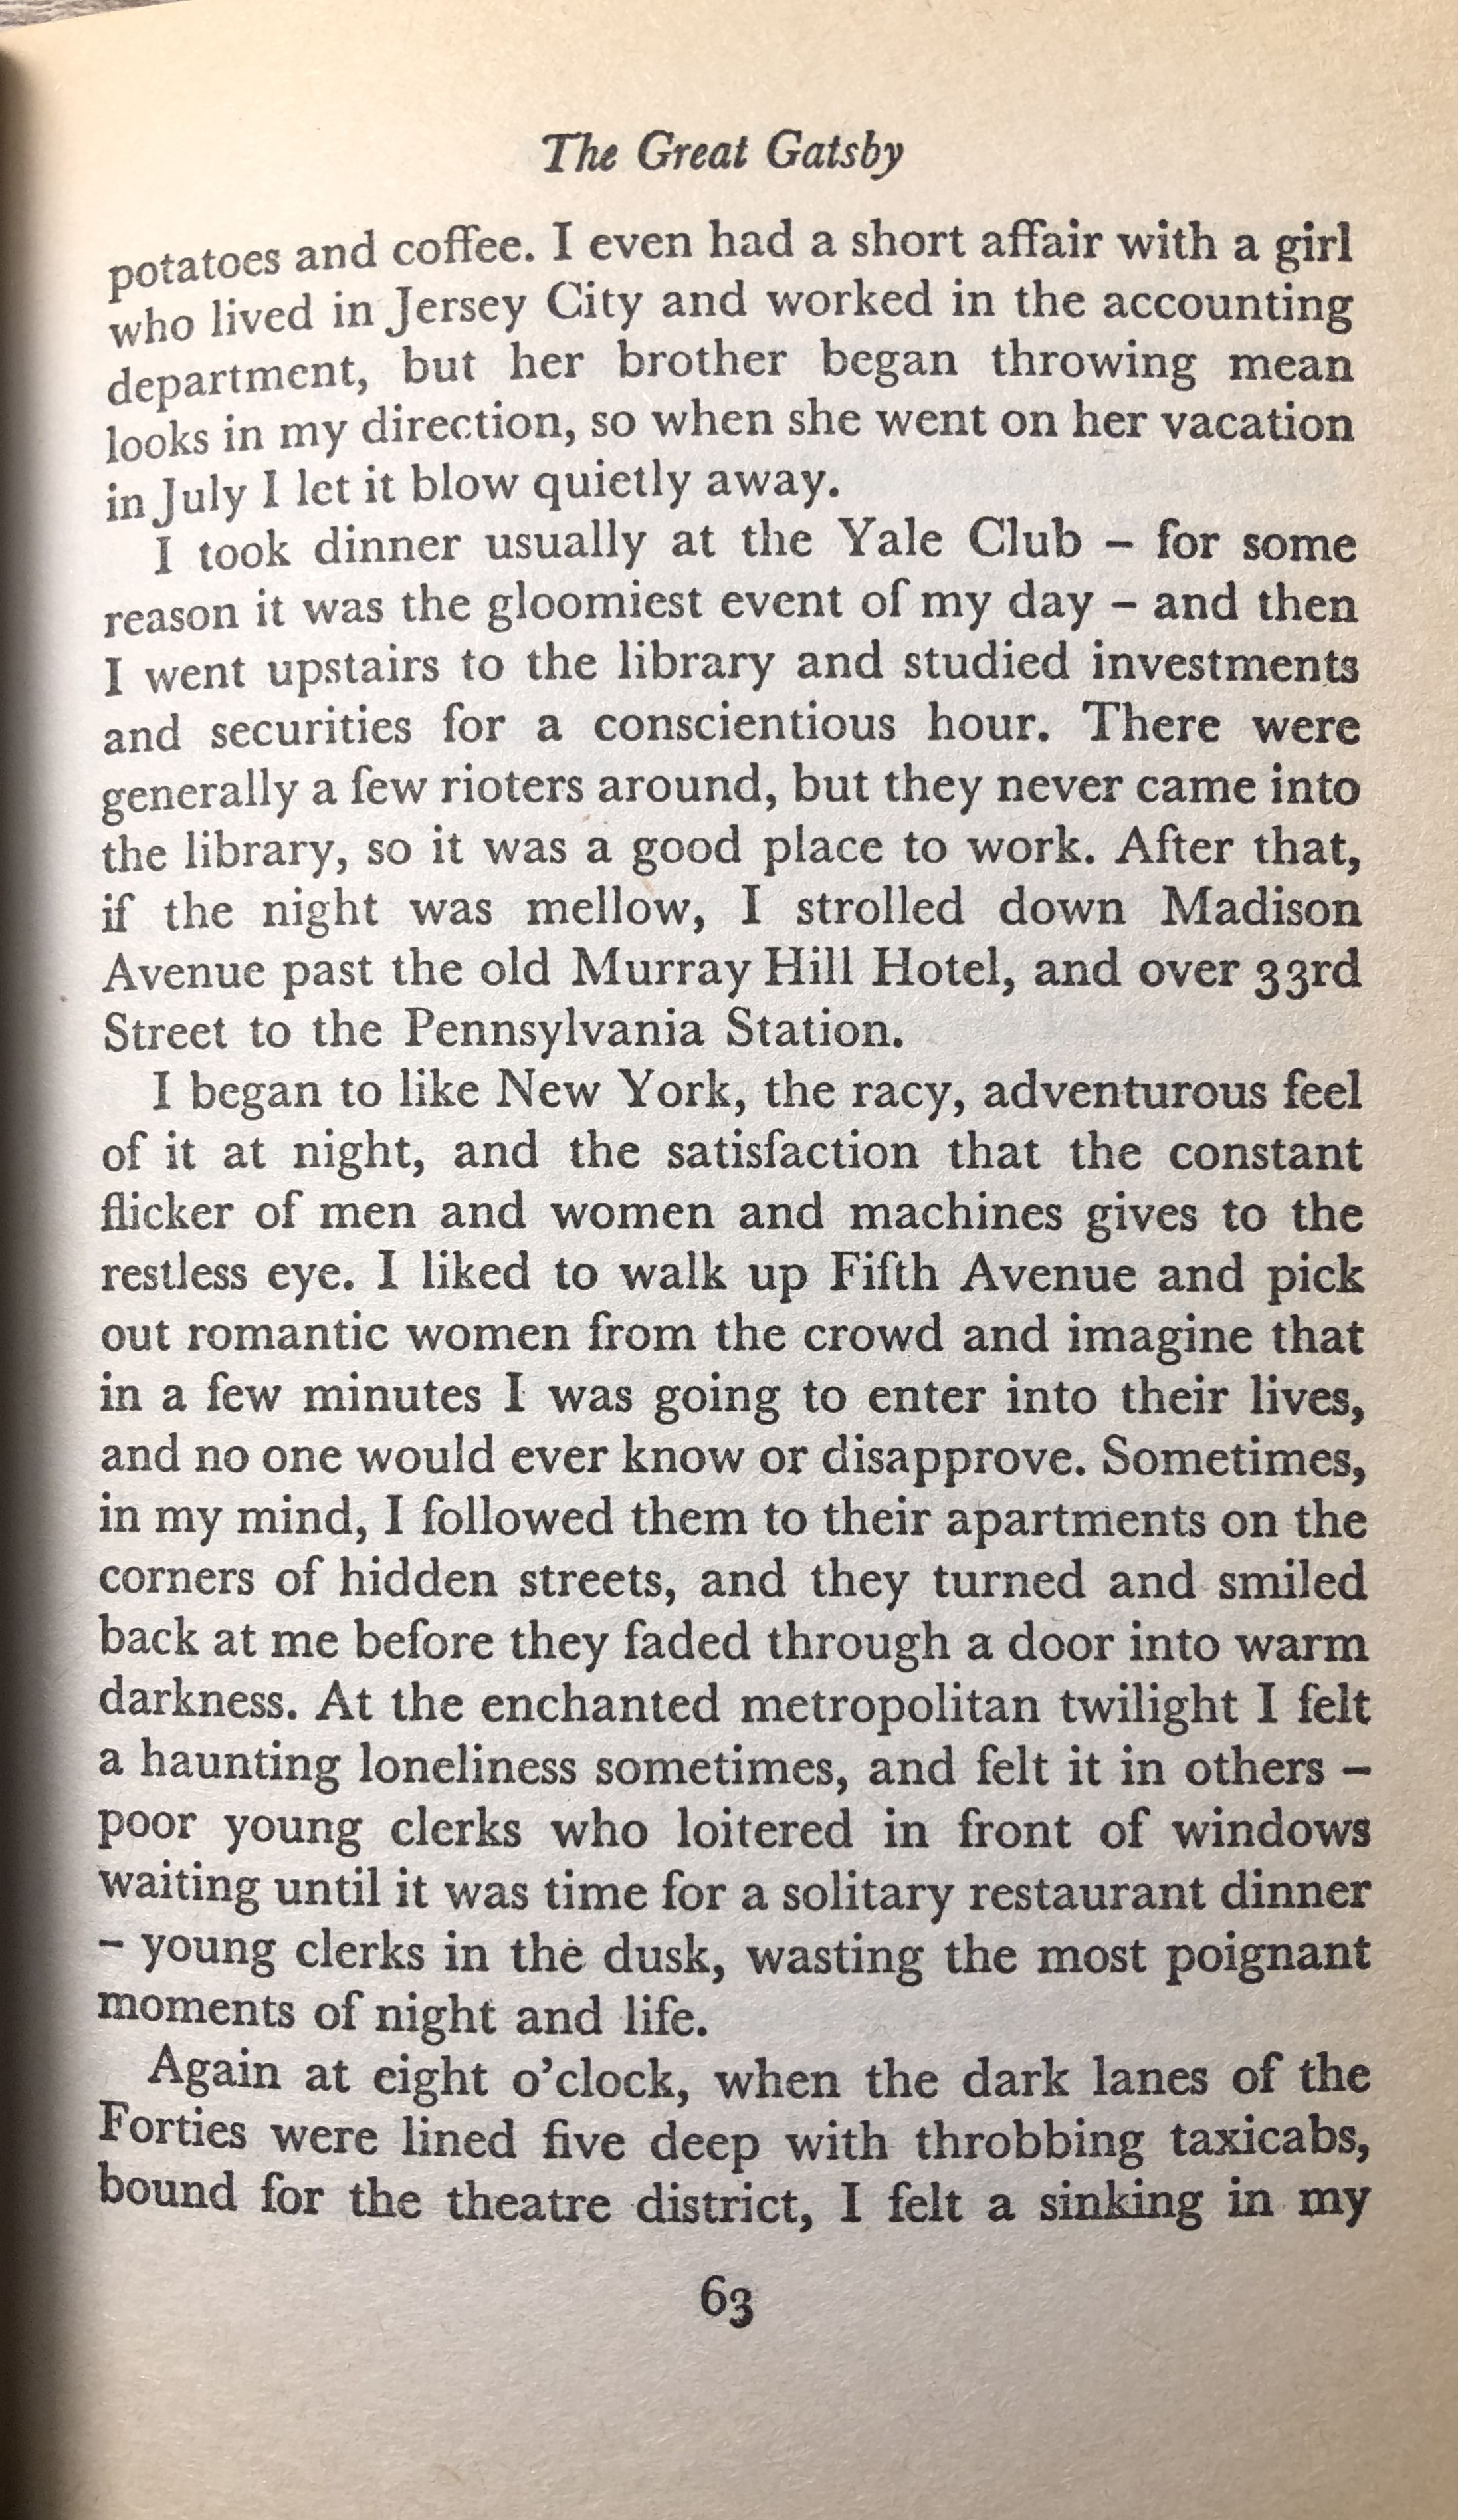 The Great Gatsby
potatoes and coffee. I even had a short affair with a girl
who lived in Jersey City and worked in the accounting
department, but her brother began throwing mean
looks in my direction, so when she went on her vacation
in July I let it blow quietly away.
I took dinner usually at the Yale Club – for some
reason it was the gloomiest event of my day – and then
I went upstairs to the library and studied investments
and securities for a conscientious hour. There were
generally a few rioters around, but they never came into
the library, so it was a good place to work. After that,
if the night was mellow, I strolled down Madison
Avenue past the old Murray Hill Hotel, and over 33rd
Street to the Pennsylvania Station.
I began to like New York, the racy, adventurous feel
of it at night, and the satisfaction that the constant
flicker of men and women and machines gives to the
restless eye. I liked to walk up Fifth Avenue and pick
out romantic women from the crowd and imagine that
in a few minutes I was going to enter into their lives,
and no one would ever know or disapprove. Sometimes,
in my mind, I followed them to their apartments on the
corners of hidden streets, and they turned and smiled
back at me before they faded through a door into warm
darkness. At the enchanted metropolitan twilight I felt
a haunting loneliness sometimes, and felt it in others –
poor young clerks who loitered in front of windows
waiting until it was time for a solitary restaurant dinner
– young clerks in the dusk, wasting the most poignant
moments of night and life.
Again at eight o'clock, when the dark lanes of the
Forties were lined five deep with throbbing taxicabs,
bound for the theatre district, I felt a sinking in my
63